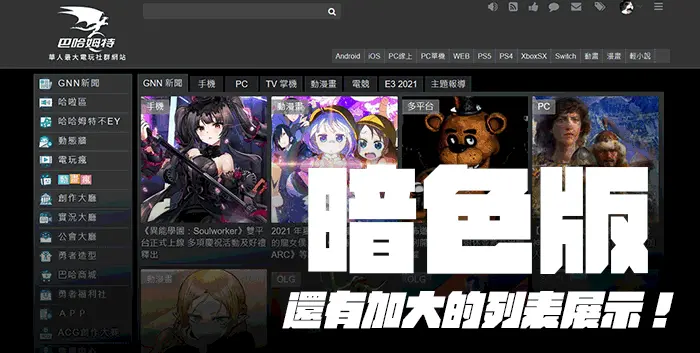 巴哈姆特
華人最大電玩社群網站
Android iOS PC線上 PC單機 WEB PS5 PS4 XboxSX Switch 動畫 漫畫 輕小說
GNN 新聞 手機 PC TV 掌機 動漫畫 電競 E3 2021 主題報導
GNN新聞
哈啦區
哈哈姆特不EY
動態牆
電玩瘋
動畫瘋
創作大廳
實況大廳
公會大廳
勇者造型
巴哈商城
勇者福利社
APP
ACG創作大賽
手機
動漫畫
多平台
PC
《異能學園：Soulworker》雙平
台正式上線 多項慶祝活動及好禮
釋出
2021 年
的魔女
ARC》等
動漫畫
OLG
OLG
暗色版
還有加大的列表展示！